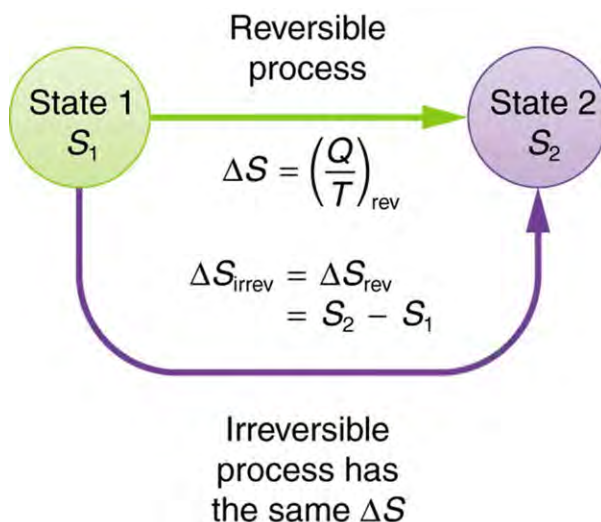 Reversible
process
State 1
S₁
State 2
S₂
ΔS = (Q/T)rev
ΔSirrev = ΔSrev
= S₂ − S₁
Irreversible
process has
the same ΔS